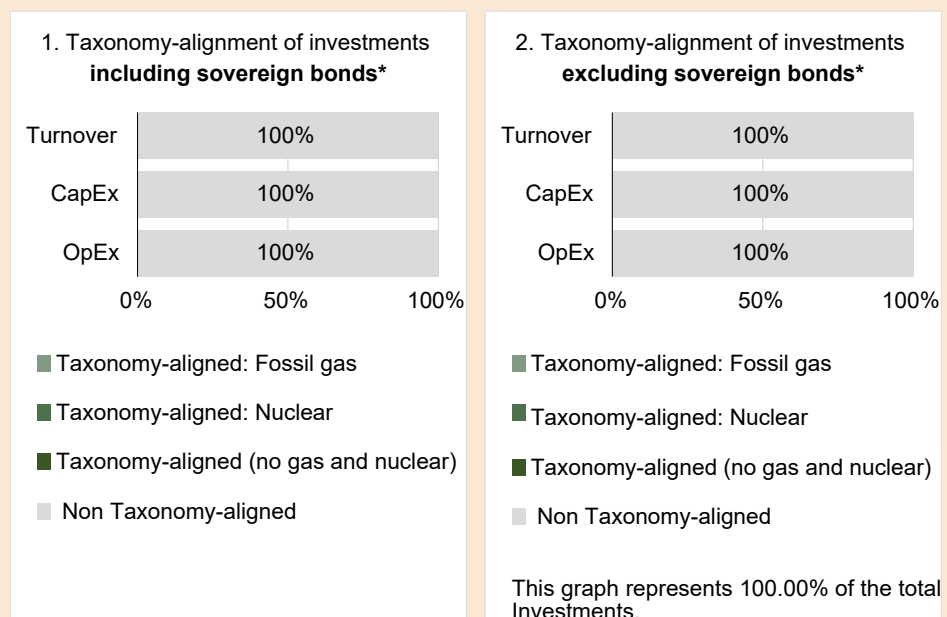 1. Taxonomy-alignment of investments
including sovereign bonds*
Turnover
100%
CapEx
100%
OpEx
100%
0%
50%
100%
Taxonomy-aligned: Fossil gas
Taxonomy-aligned: Nuclear
Taxonomy-aligned (no gas and nuclear)
Non Taxonomy-aligned
2. Taxonomy-alignment of investments
excluding sovereign bonds*
Turnover
100%
CapEx
100%
OpEx
100%
0%
50%
100%
Taxonomy-aligned: Fossil gas
Taxonomy-aligned: Nuclear
Taxonomy-aligned (no gas and nuclear)
Non Taxonomy-aligned
This graph represents 100.00% of the total
Investments.